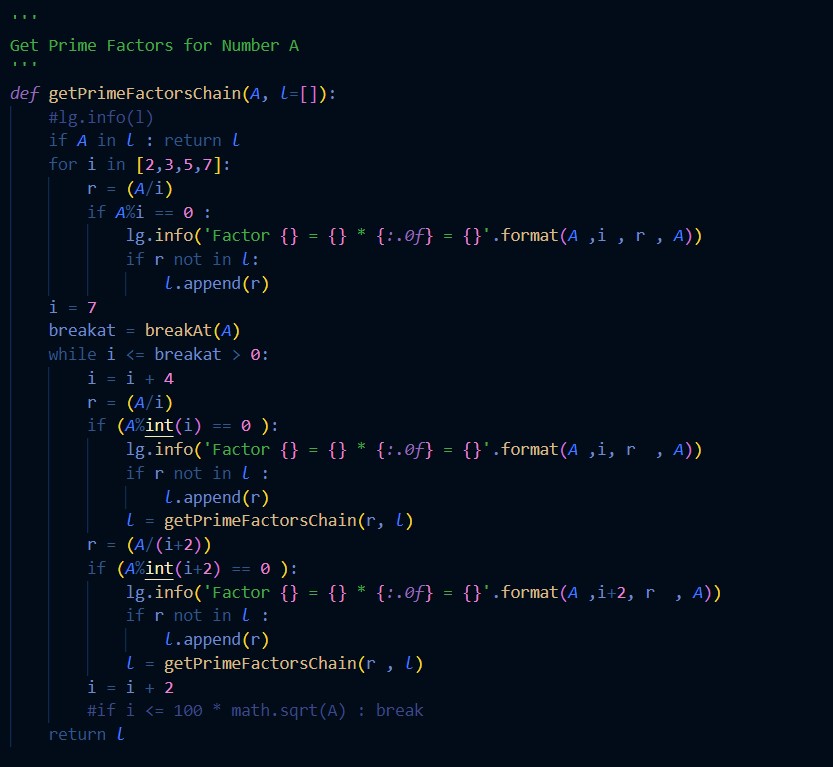 '''
Get Prime Factors for Number A
'''
def getPrimeFactorsChain(A, l=[]):
    #lg.info(l)
    if A in l : return l
    for i in [2,3,5,7]:
        r = (A/i)
        if A%i == 0 :
            lg.info('Factor {} = {} * {:.0f} = {}'.format(A ,i , r , A))
            if r not in l:
                l.append(r)
    i = 7
    breakat = breakAt(A)
    while i <= breakat > 0:
        i = i + 4
        r = (A/i)
        if (A%int(i) == 0 ):
            lg.info('Factor {} = {} * {:.0f} = {}'.format(A ,i, r  , A))
            if r not in l :
                l.append(r)
            l = getPrimeFactorsChain(r, l)
        r = (A/(i+2))
        if (A%int(i+2) == 0 ):
            lg.info('Factor {} = {} * {:.0f} = {}'.format(A ,i+2, r  , A))
            if r not in l :
                l.append(r)
            l = getPrimeFactorsChain(r , l)
        i = i + 2
        #if i <= 100 * math.sqrt(A) : break
    return l